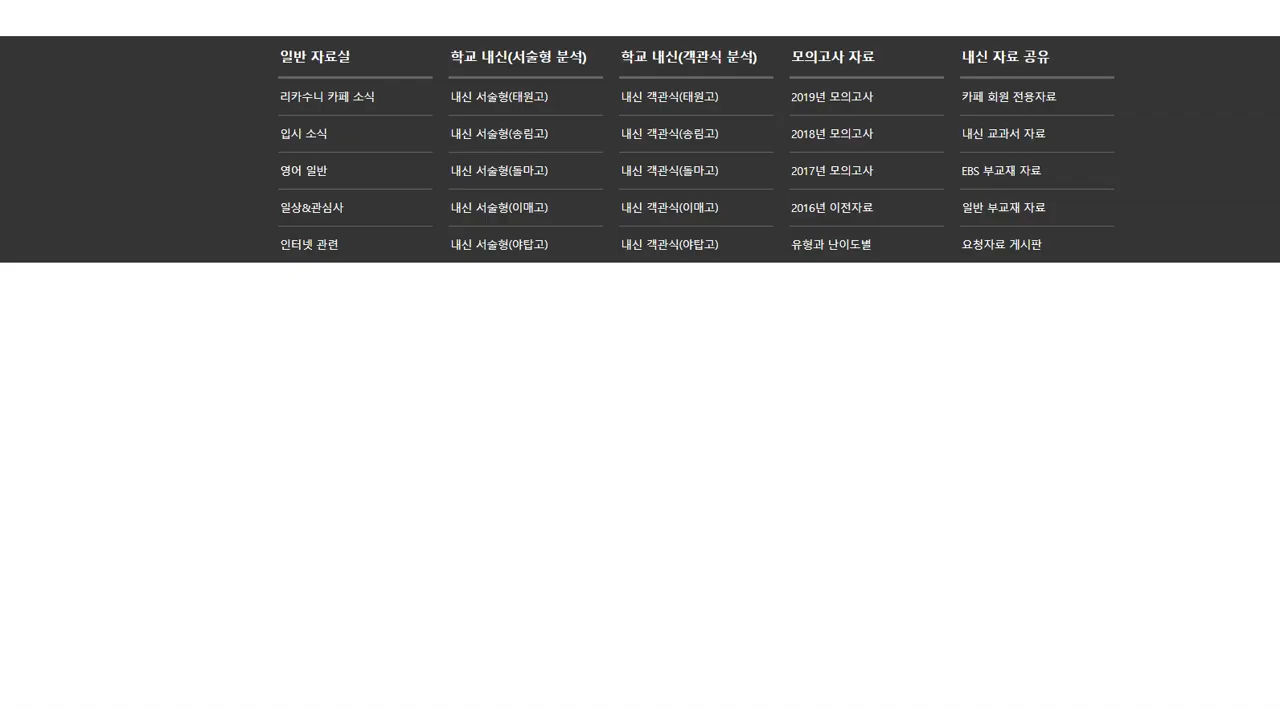 일반 자료실
리카수니 카페 소식
입시 소식
영어 일반
일상&관심사
인터넷 관련
학교 내신(서술형 분석)
내신 서술형(태원고)
내신 서술형(송림고)
내신 서술형(돌마고)
내신 서술형(이매고)
내신 서술형(야탑고)
학교 내신(객관식 분석)
내신 객관식(태원고)
내신 객관식(송림고)
내신 객관식(돌마고)
내신 객관식(이매고)
내신 객관식(야탑고)
모의고사 자료
2019년 모의고사
2018년 모의고사
2017년 모의고사
2016년 이전자료
유형과 난이도별
내신 자료 공유
카페 회원 전용자료
내신 교과서 자료
EBS 부교재 자료
일반 부교재 자료
요청자료 게시판